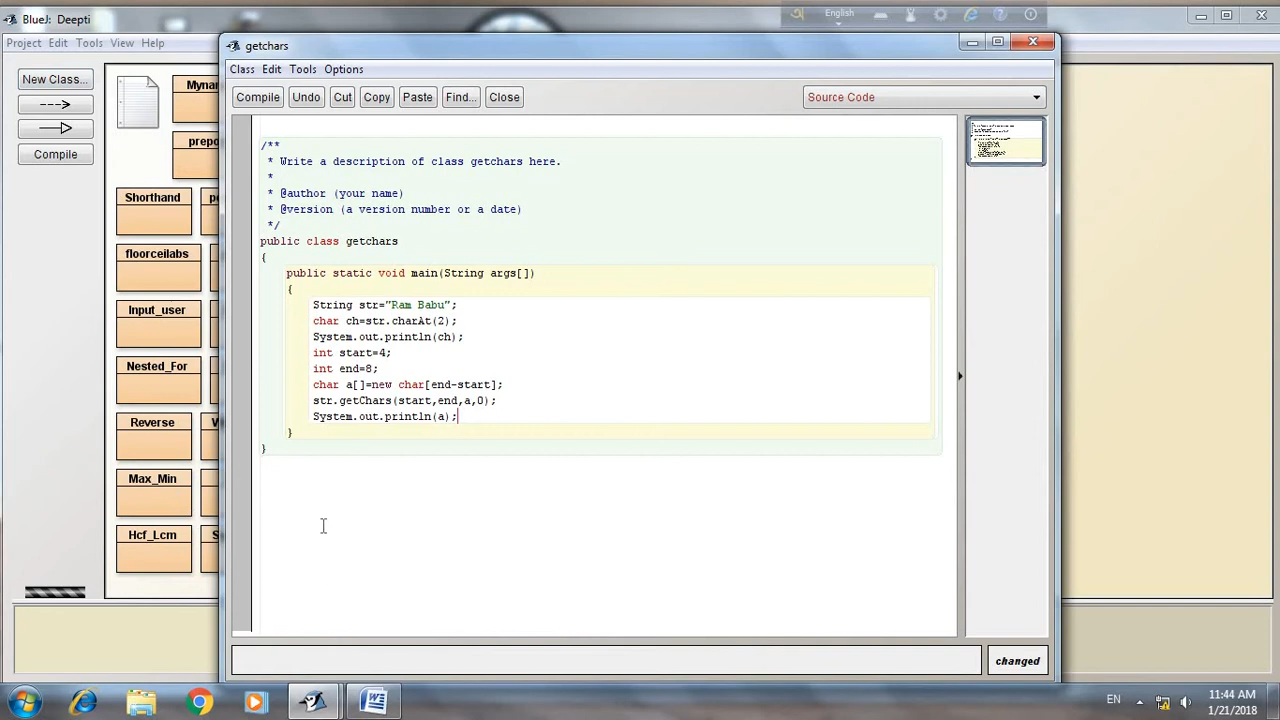 BlueJ: Deepti
English
Project Edit Tools View Help
getchars
Class Edit Tools Options
New Class...
Compile Undo Cut Copy Paste Find... Close
Source Code
Compile
prepo
Shorthand
floorceilabs
Input_user
Nested_For
Reverse
Max_Min
Hcf_Lcm
/**
* Write a description of class getchars here.
*
* @author (your name)
* @version (a version number or a date)
*/
public class getchars
{
public static void main(String args[])
{
String str="Ram Babu";
char ch=str.charAt(2);
System.out.println(ch);
int start=4;
int end=8;
char a[]=new char[end-start];
str.getChars(start,end,a,0);
System.out.println(a);
}
}
changed
EN
11:44 AM
1/21/2018